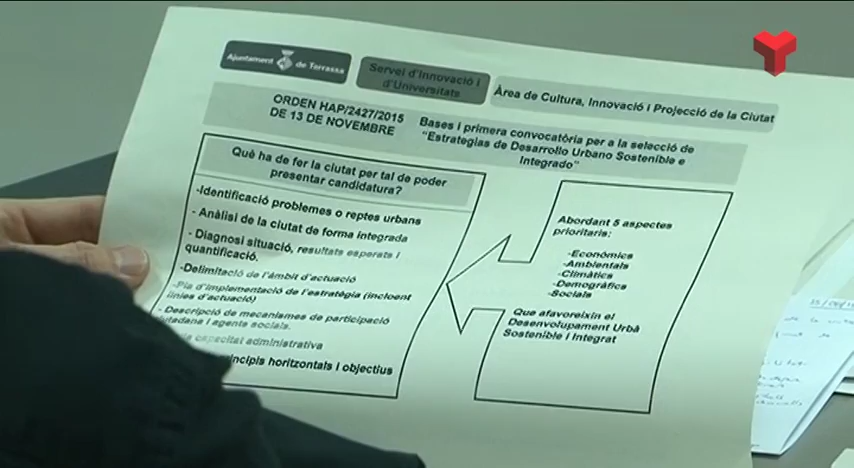 Ajuntament de Terrassa
Servei d'Innovació i
d'Universitats
Àrea de Cultura, Innovació i Projecció de la Ciutat
ORDEN HAP/2427/2015
DE 13 DE NOVEMBRE
Bases i primera convocatòria per a la selecció de
"Estrategias de Desarrollo Urbano Sostenible e
Integrado"
Què ha de fer la ciutat per tal de poder
presentar candidatura?
-Identificació problemes o reptes urbans
- Anàlisi de la ciutat de forma integrada
- Diagnosi situació, resultats esperats i
quantificació.
-Delimitació de l'àmbit d'actuació
-Pla d'implementació de l'estratègia (incloent
línies d'actuació)
- Descripció de mecanismes de participació
ciutadana i agents socials.
capacitat administrativa
principis horitzontals i objectius
Abordant 5 aspectes
prioritaris:
-Econòmics
-Ambientals
-Climàtics
-Demogràfics
-Socials
Que afavoreixin el
Desenvolupament Urbà
Sostenible i Integrat